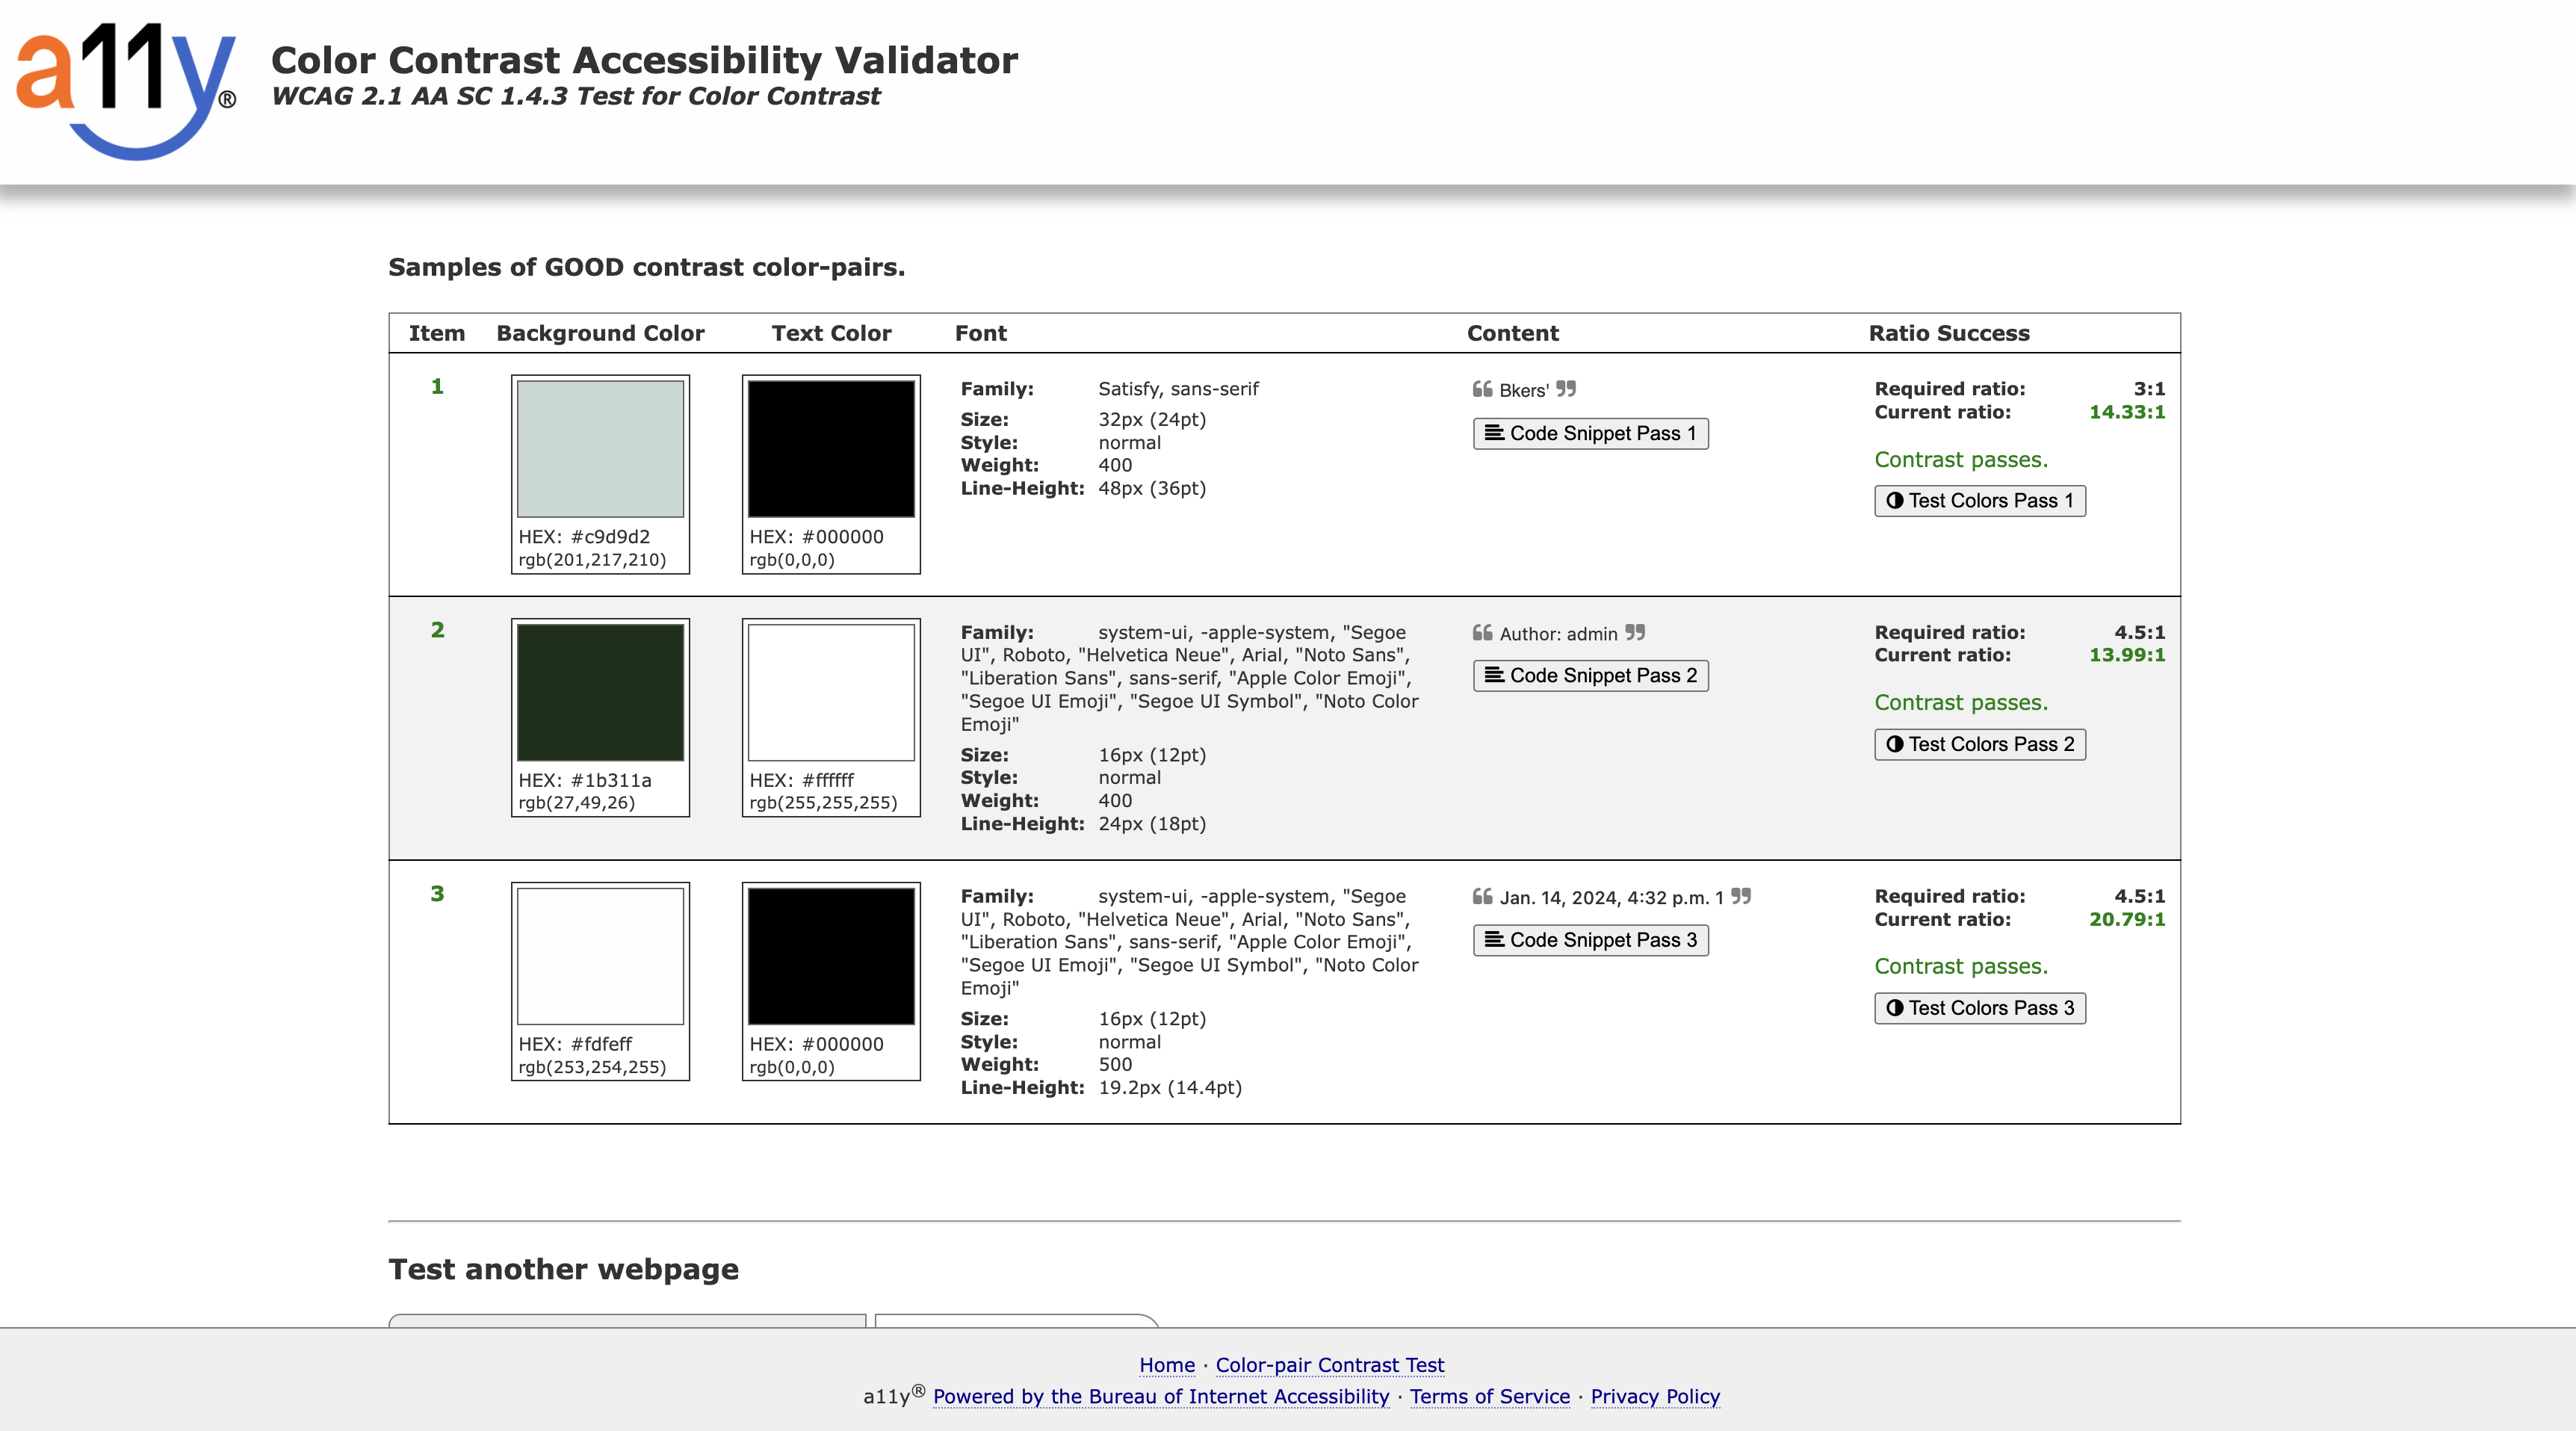 a11y®
Color Contrast Accessibility Validator
WCAG 2.1 AA SC 1.4.3 Test for Color Contrast
Samples of GOOD contrast color-pairs.
Item Background Color Text Color Font Content Ratio Success
1
HEX: #c9d9d2
rgb(201,217,210)
HEX: #000000
rgb(0,0,0)
Family: Satisfy, sans-serif
Size: 32px (24pt)
Style: normal
Weight: 400
Line-Height: 48px (36pt)
❝ Bkers' ❞
Code Snippet Pass 1
Required ratio: 3:1
Current ratio: 14.33:1
Contrast passes.
Test Colors Pass 1
2
HEX: #1b311a
rgb(27,49,26)
HEX: #ffffff
rgb(255,255,255)
Family: system-ui, -apple-system, "Segoe
UI", Roboto, "Helvetica Neue", Arial, "Noto Sans",
"Liberation Sans", sans-serif, "Apple Color Emoji",
"Segoe UI Emoji", "Segoe UI Symbol", "Noto Color
Emoji"
Size: 16px (12pt)
Style: normal
Weight: 400
Line-Height: 24px (18pt)
❝ Author: admin ❞
Code Snippet Pass 2
Required ratio: 4.5:1
Current ratio: 13.99:1
Contrast passes.
Test Colors Pass 2
3
HEX: #fdfeff
rgb(253,254,255)
HEX: #000000
rgb(0,0,0)
Family: system-ui, -apple-system, "Segoe
UI", Roboto, "Helvetica Neue", Arial, "Noto Sans",
"Liberation Sans", sans-serif, "Apple Color Emoji",
"Segoe UI Emoji", "Segoe UI Symbol", "Noto Color
Emoji"
Size: 16px (12pt)
Style: normal
Weight: 500
Line-Height: 19.2px (14.4pt)
❝ Jan. 14, 2024, 4:32 p.m. 1 ❞
Code Snippet Pass 3
Required ratio: 4.5:1
Current ratio: 20.79:1
Contrast passes.
Test Colors Pass 3
Test another webpage
Home · Color-pair Contrast Test
a11y® Powered by the Bureau of Internet Accessibility · Terms of Service · Privacy Policy